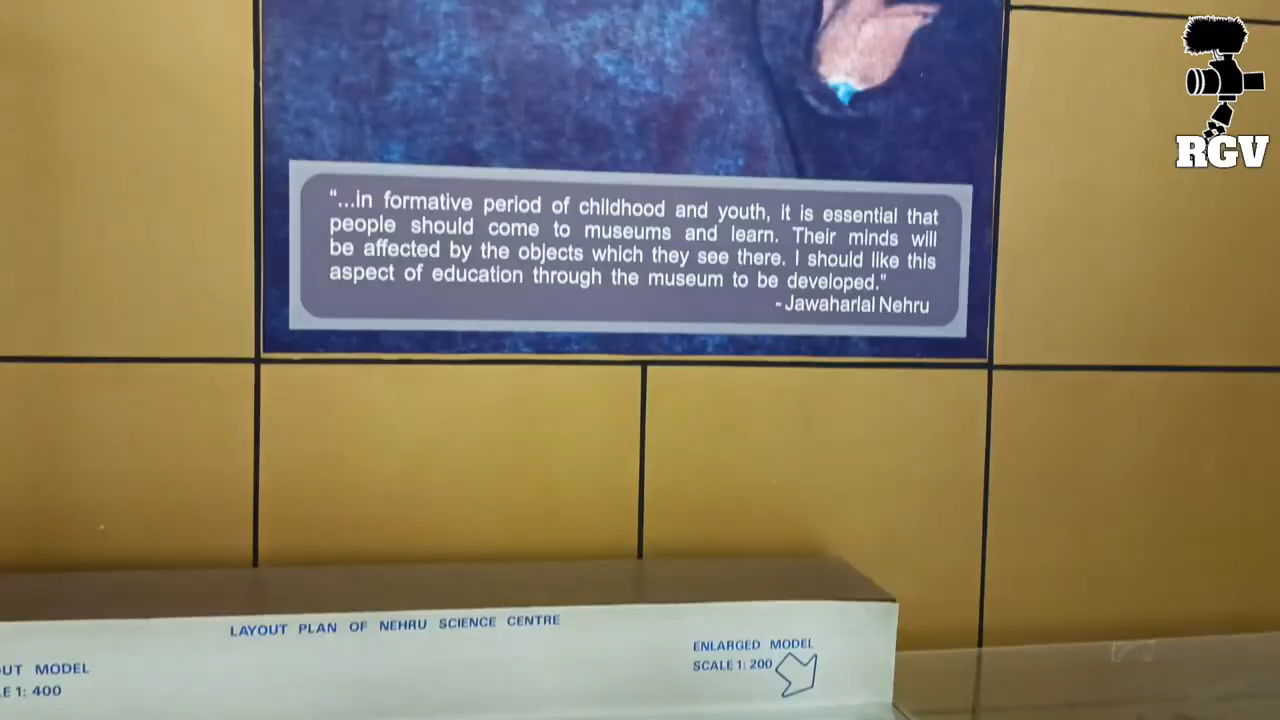 RGV
“...in formative period of childhood and youth, it is essential that
people should come to museums and learn. Their minds will
be affected by the objects which they see there. I should like this
aspect of education through the museum to be developed.”
- Jawaharlal Nehru
LAYOUT PLAN OF NEHRU SCIENCE CENTRE
ENLARGED MODEL
SCALE 1: 200
UT MODEL
E 1: 400